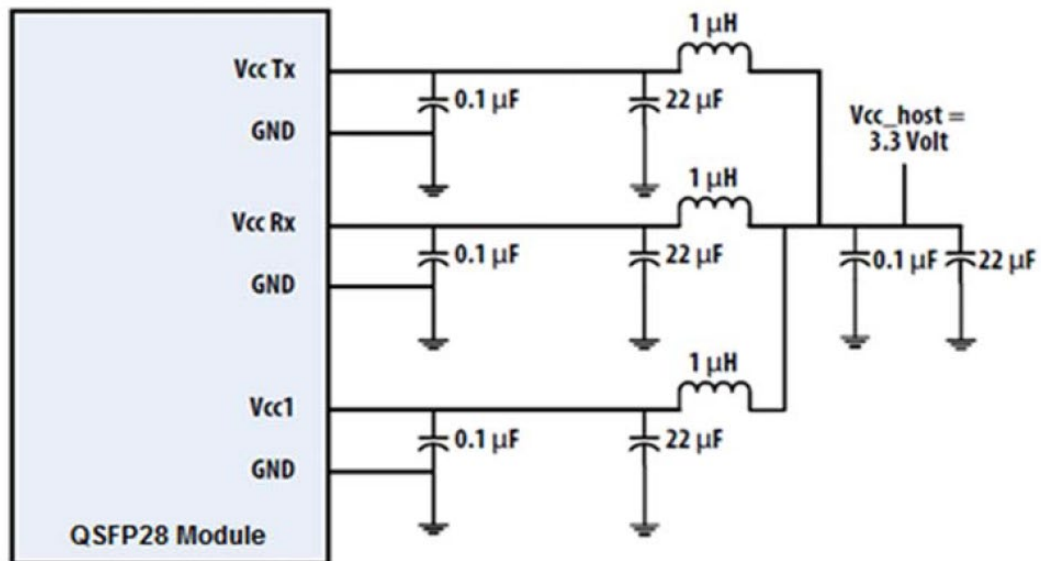 1 µH
Vcc Tx
0.1 µF
22 µF
GND
Vcc_host =
3.3 Volt
1 µH
Vcc Rx
0.1 µF
22 µF
0.1 µF
22 µF
GND
1 µH
Vcc1
0.1 µF
22 µF
GND
QSFP28 Module